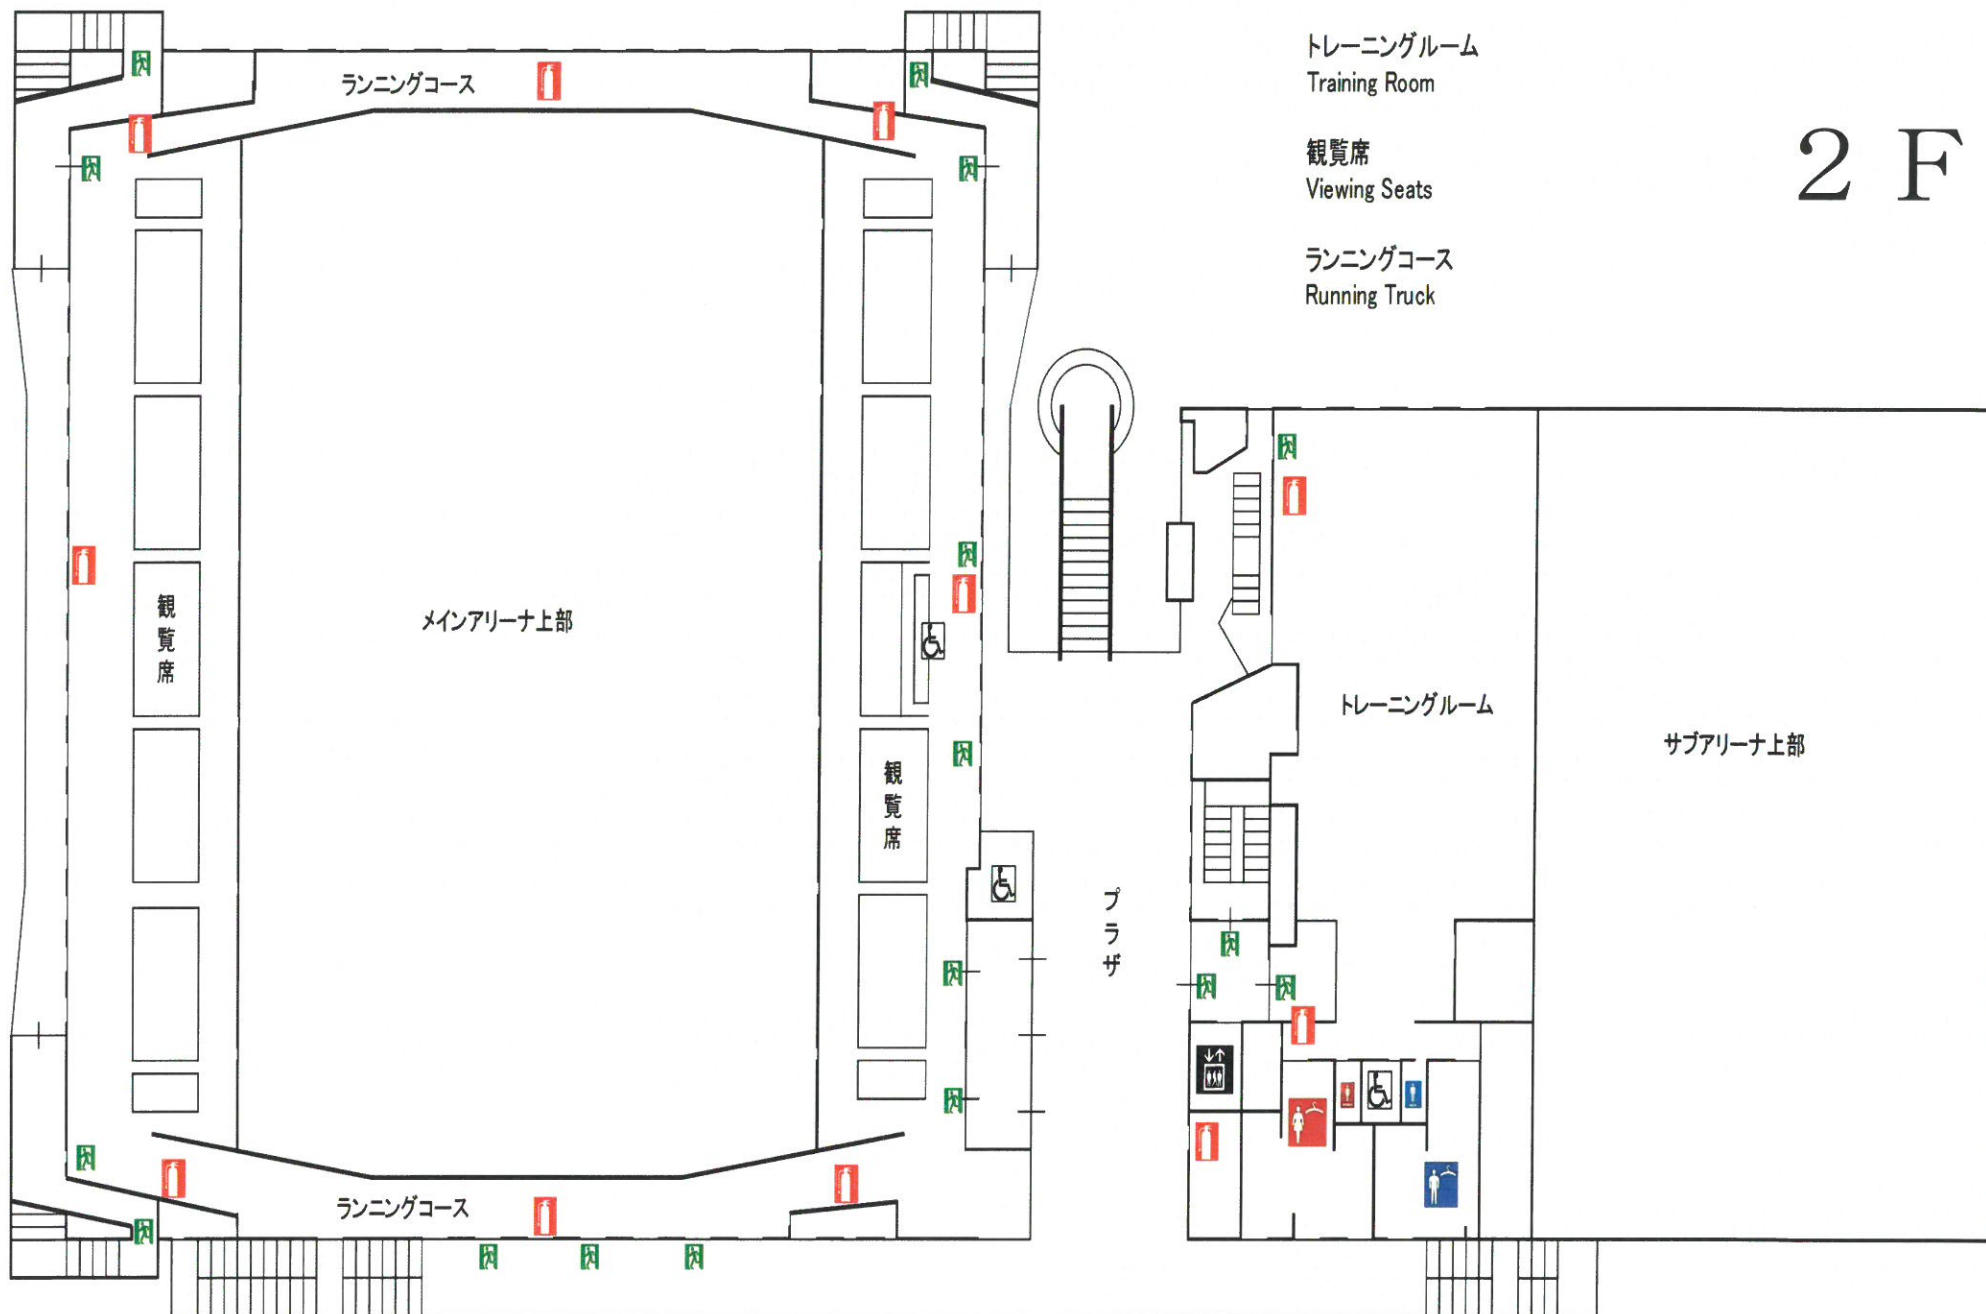 トレーニングルーム
Training Room
観覧席
Viewing Seats
ランニングコース
Running Truck
2 F
ランニングコース
観覧席
メインアリーナ上部
観覧席
プラザ
トレーニングルーム
サブアリーナ上部
ランニングコース